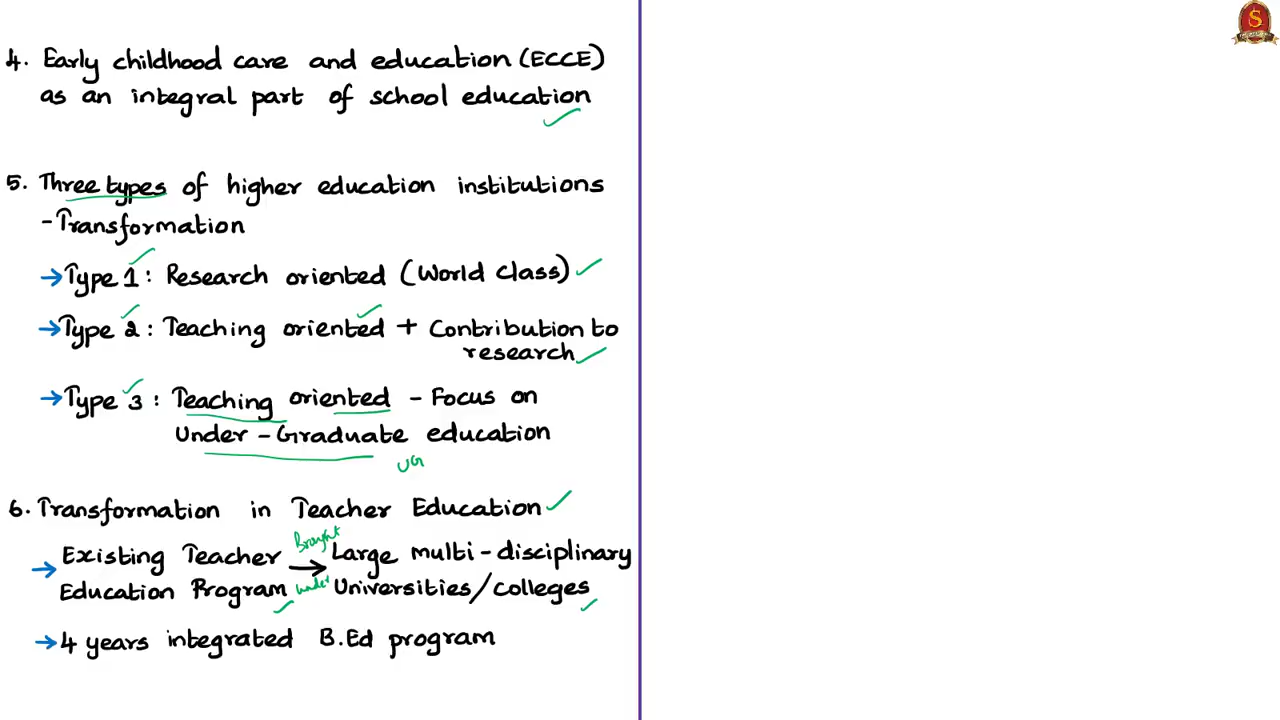 4. Early childhood care and education (ECCE)
as an integral part of school education
5. Three types of higher education institutions
- Transformation
→ Type 1 : Research oriented (World class)
→ Type 2 : Teaching oriented + Contribution to
research
→ Type 3 : Teaching oriented - Focus on
Under - Graduate education
UG
6. Transformation in Teacher Education
→ Existing Teacher Brought → Large multi - disciplinary
Education Program under Universities/colleges
→ 4 years integrated B.Ed program
S